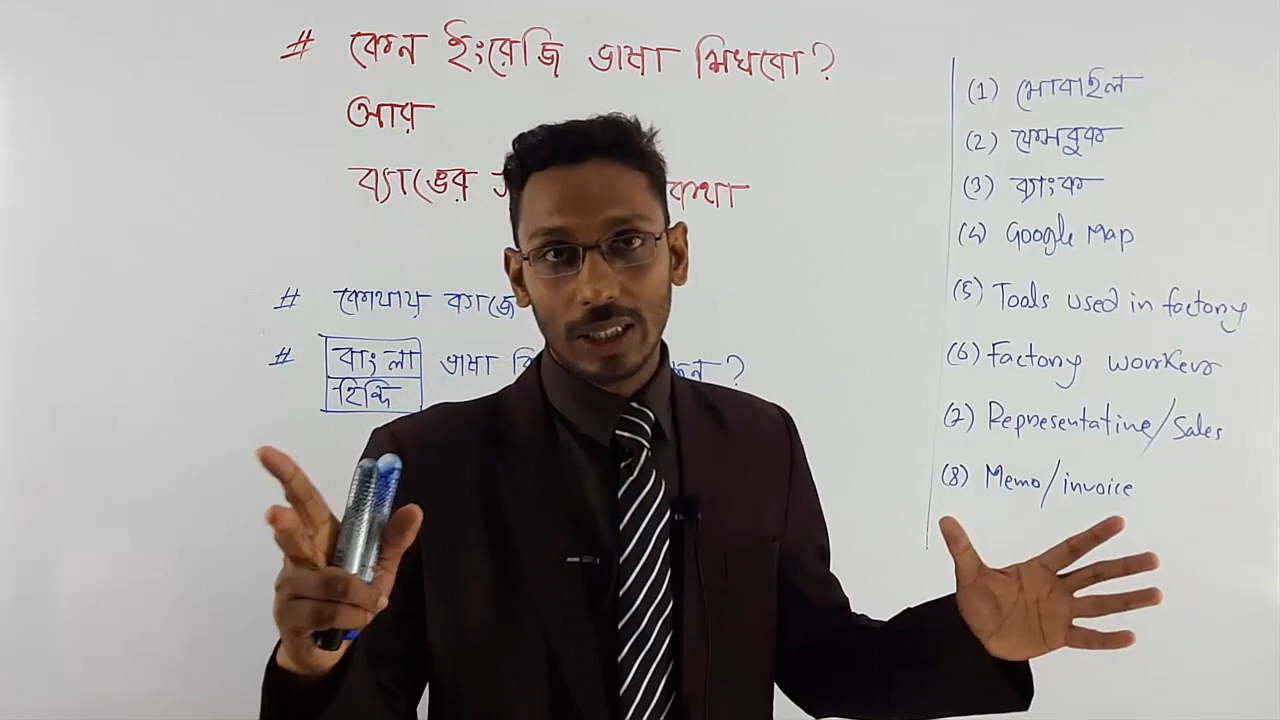 # কেন ইংরেজি ভাষা শিখবো?
আর
ব্যাঙের
# কোথায় কাজে
# বাংলা ভাষা
হিন্দি
(1) মোবাইল
(2) ফেসবুক
(3) ব্যাংক
(4) Google Map
(5) Tools used in factory
(6) Factory workers
(7) Representative/Sales
(8) Memo/invoice